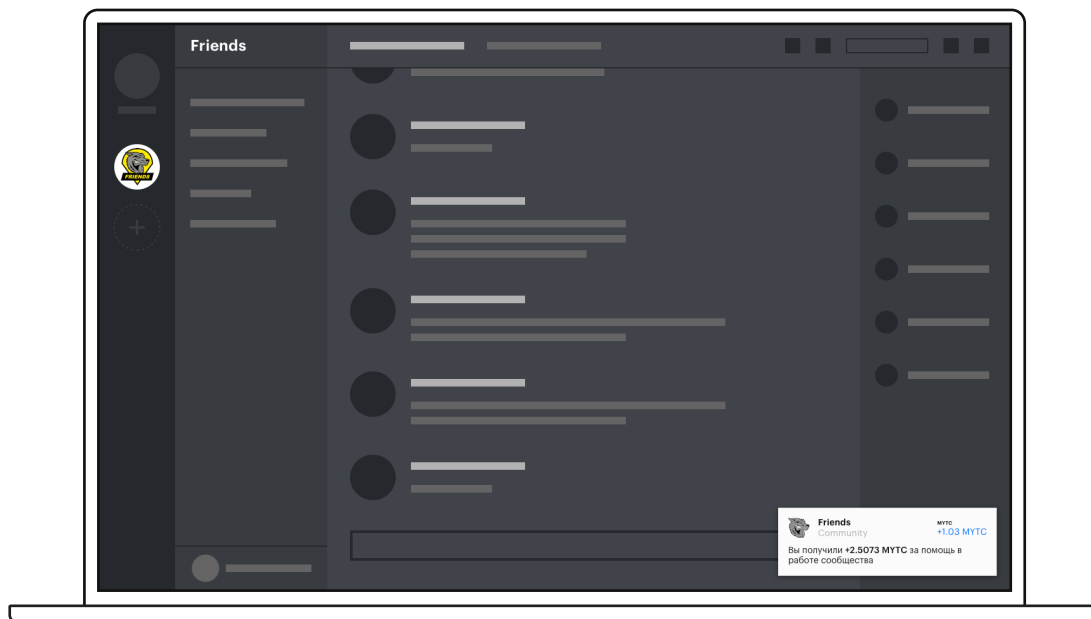 Friends
FRIENDS
Friends
MYTC
Community
+1.03 MYTC
Вы получили +2.5073 MYTC за помощь в
работе сообщества